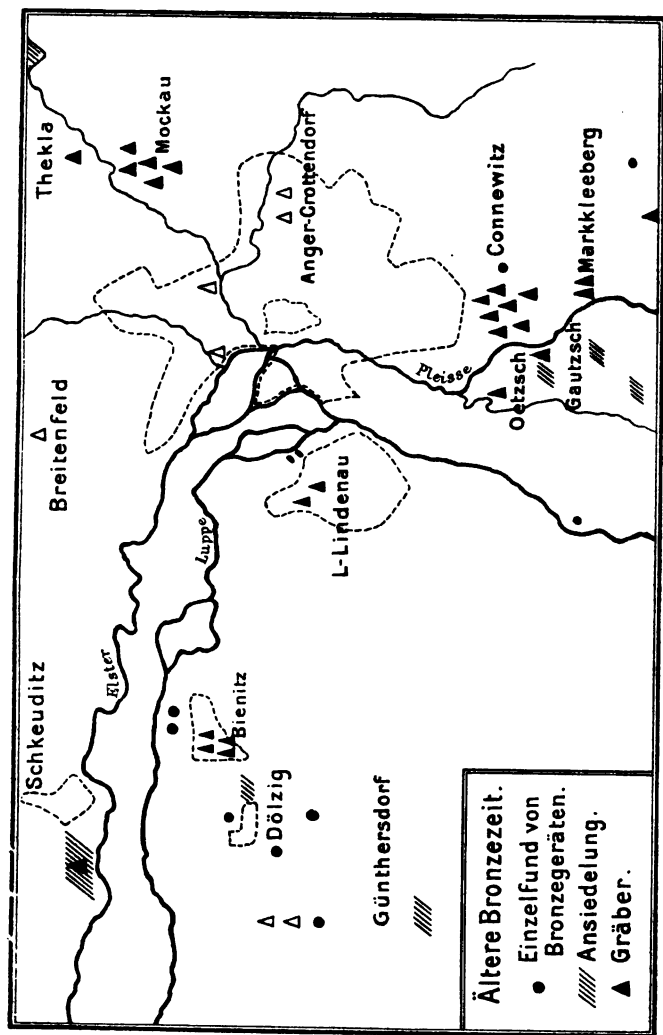 Thekla
Mockau
Breitenfeld
Anger-Crottendorf
Schkeuditz
Elster
Luppe
L-Lindenau
Pleisse
Connewitz
Oetzsch
Gautzsch
Markkleeberg
Bienitz
Dölzig
Günthersdorf
Ältere Bronzezeit.
Einzelfund von
Bronzegeräten.
Ansiedelung.
Gräber.